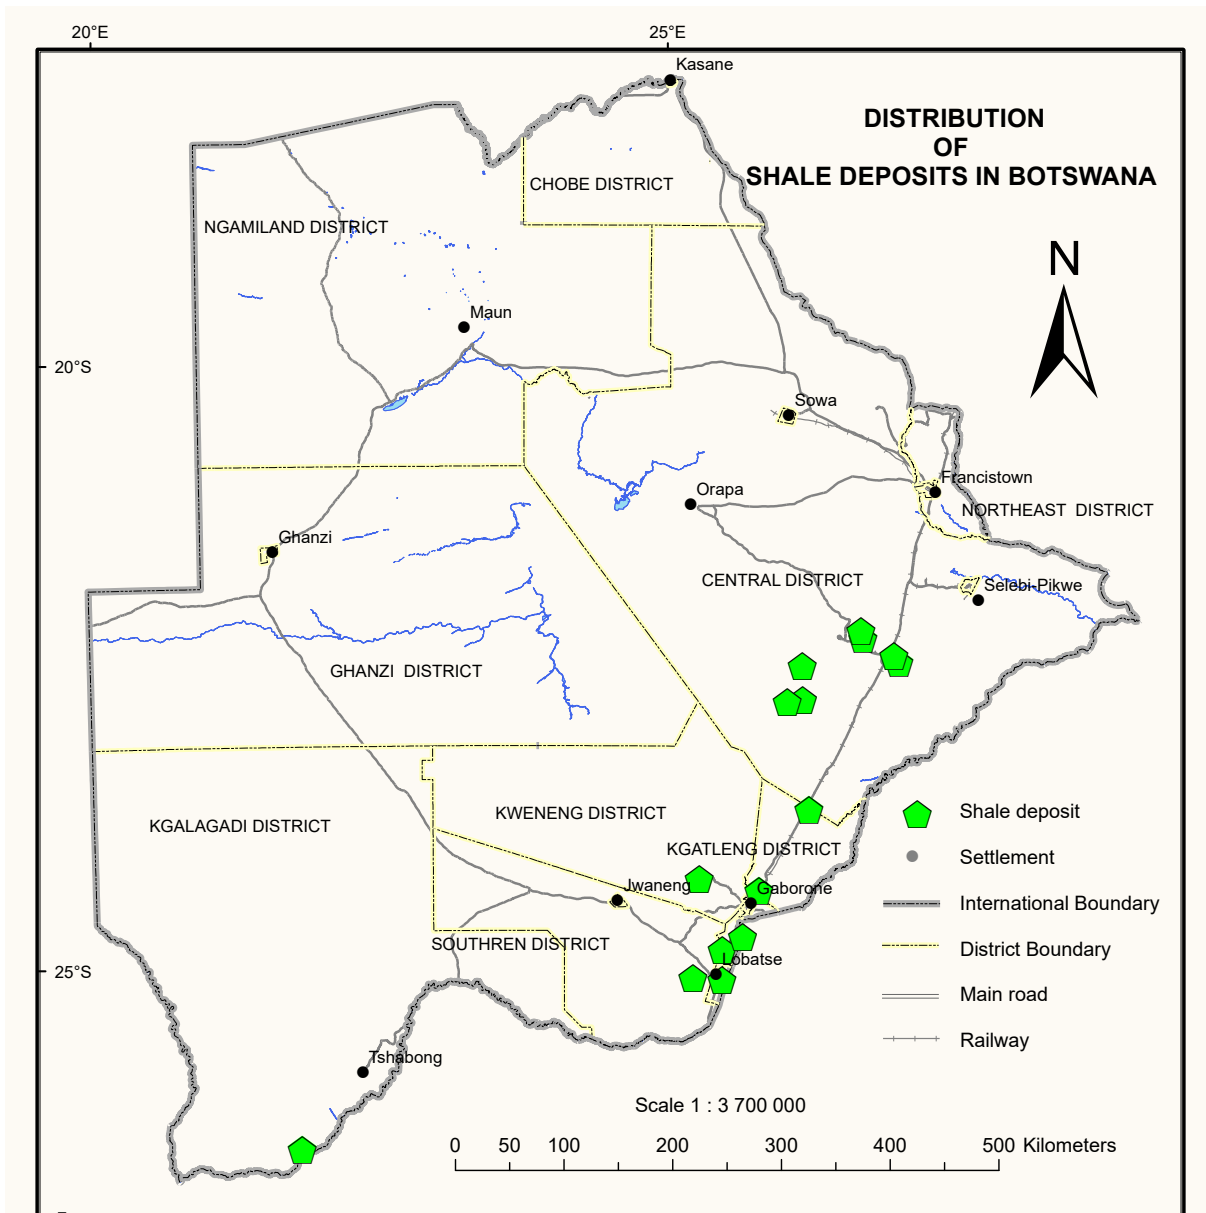 20°E
25°E
Kasane
DISTRIBUTION
OF
SHALE DEPOSITS IN BOTSWANA
CHOBE DISTRICT
NGAMILAND DISTRICT
N
Maun
20°S
Sowa
Francistown
Orapa
NORTHEAST  DISTRICT
Ghanzi
CENTRAL DISTRICT
Selebi-Pikwe
GHANZI  DISTRICT
KWENENG DISTRICT
KGALAGADI DISTRICT
KGATLENG DISTRICT
Jwaneng
Gaborone
SOUTHREN DISTRICT
Lobatse
25°S
Tshabong
Shale deposit
Settlement
International Boundary
District Boundary
Main road
Railway
Scale 1 : 3 700 000
0 50 100 200 300 400 500 Kilometers